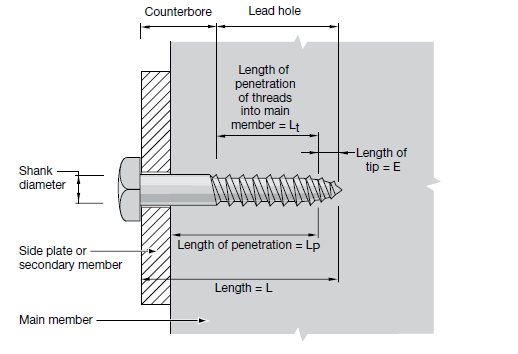 Counterbore
Lead hole
Length of
penetration
of threads
into main
member = Lt
Length of
tip = E
Shank
diameter
Length of penetration = Lp
Side plate or
secondary member
Length = L
Main member